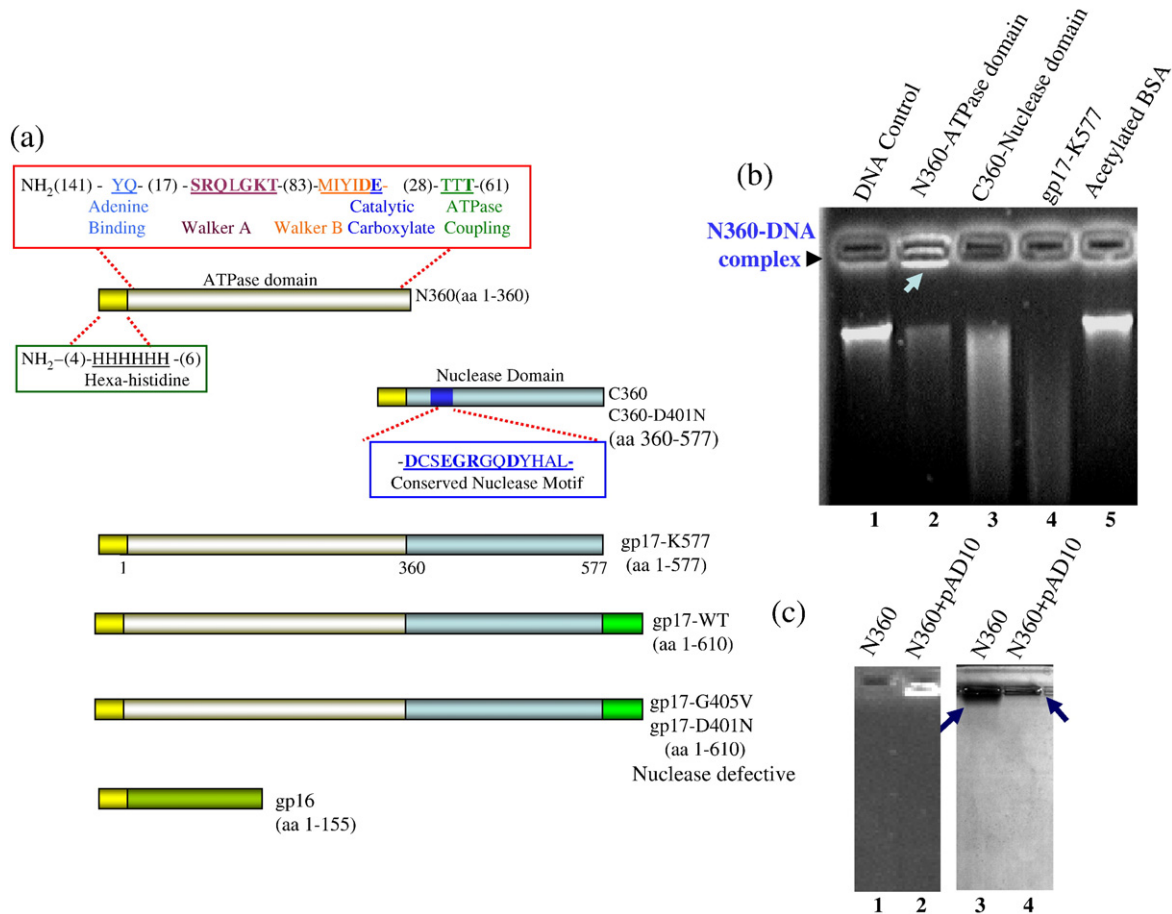 (a)
NH2(141) - YQ- (17) -SRQLGKT-(83)-MIYIDE- (28)-TTT-(61)
Adenine Binding
Walker A
Walker B
Catalytic Carboxylate
ATPase Coupling
ATPase domain
N360(aa 1-360)
NH2–(4)-HHHHHH -(6)
Hexa-histidine
Nuclease Domain
C360
C360-D401N
(aa 360-577)
-DCSEGRGQDYHAL-
Conserved Nuclease Motif
gp17-K577
(aa 1-577)
1 360 577
gp17-WT
(aa 1-610)
gp17-G405V
gp17-D401N
(aa 1-610)
Nuclease defective
gp16
(aa 1-155)
(b)
DNA Control
N360-ATPase domain
C360-Nuclease domain
gp17-K577
Acetylated BSA
N360-DNA
complex
1 2 3 4 5
(c)
N360
N360+pAD10
N360
N360+pAD10
1 2 3 4